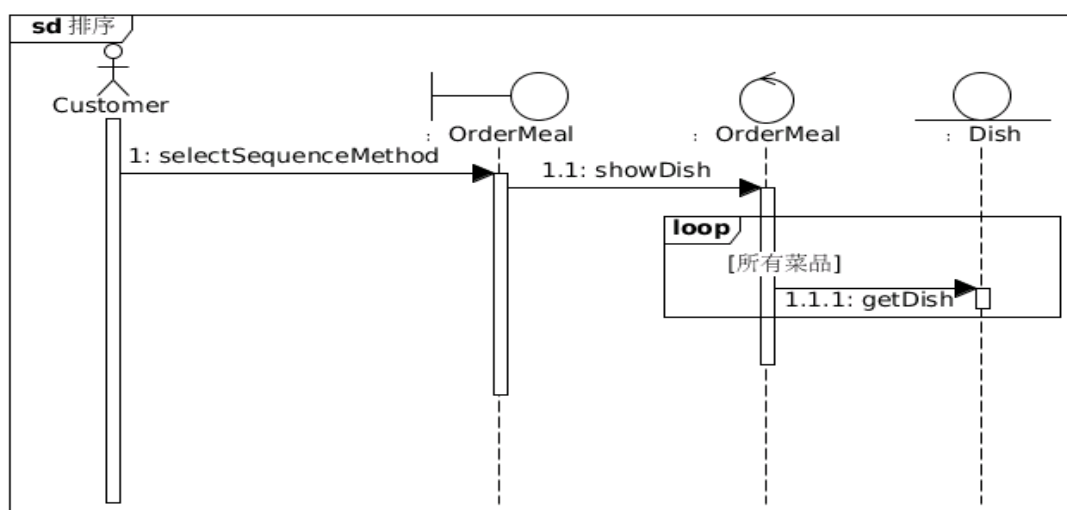 sd 排序
Customer
: OrderMeal
: OrderMeal
: Dish
1: selectSequenceMethod
1.1: showDish
loop
[所有菜品]
1.1.1: getDish